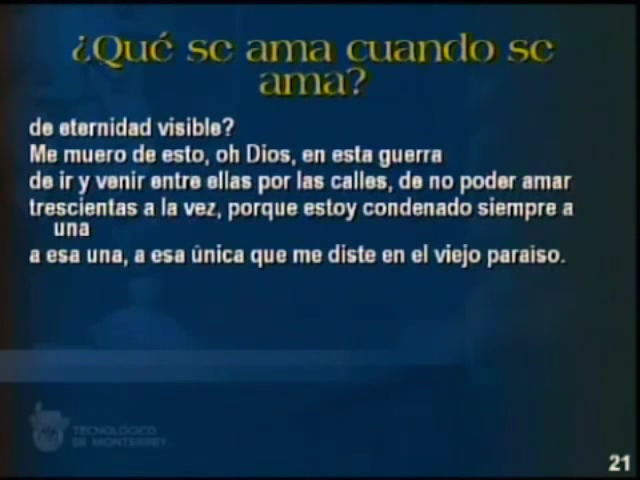 ¿Qué se ama cuando se
ama?
de eternidad visible?
Me muero de esto, oh Dios, en esta guerra
de ir y venir entre ellas por las calles, de no poder amar
trescientas a la vez, porque estoy condenado siempre a
una
a esa una, a esa única que me diste en el viejo paraíso.
TECNOLÓGICO
DE MONTERREY
21